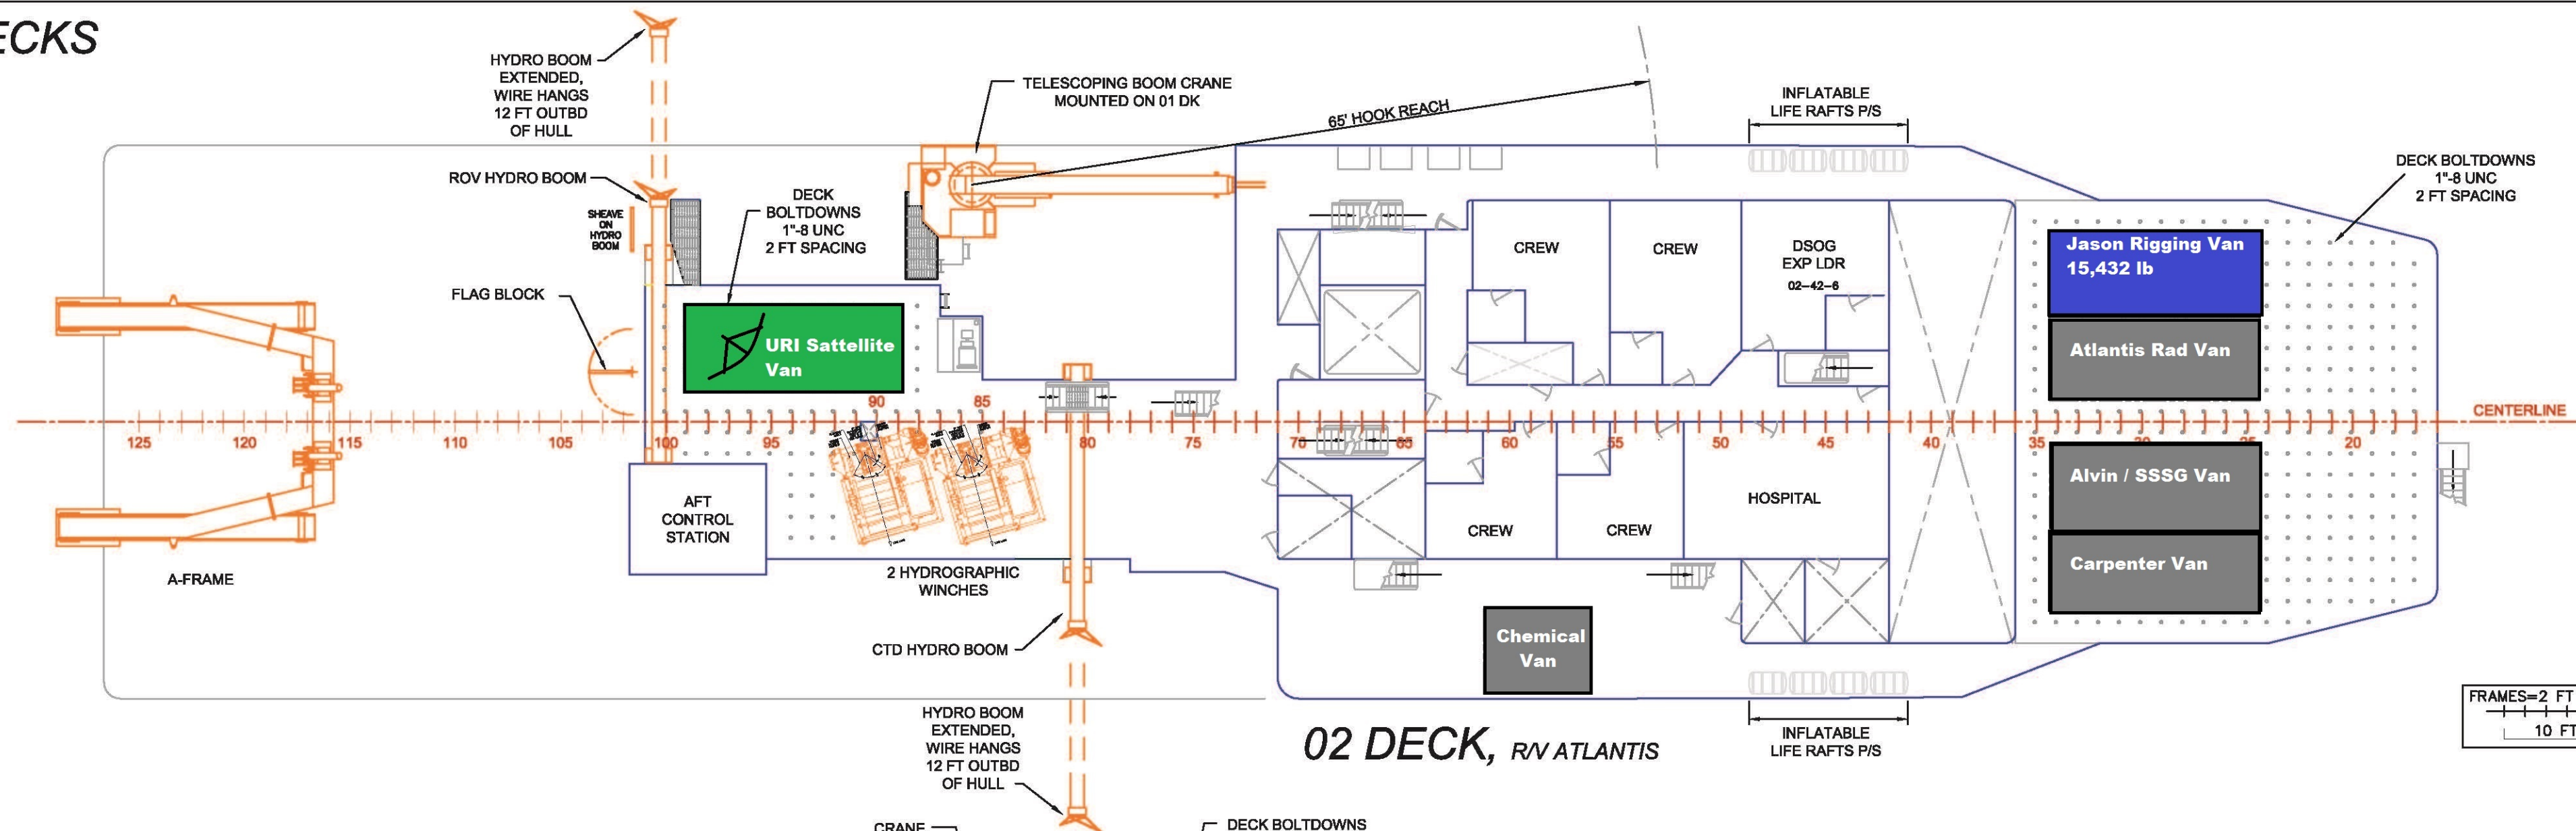 ECKS
HYDRO BOOM
EXTENDED,
WIRE HANGS
12 FT OUTBD
OF HULL
TELESCOPING BOOM CRANE
MOUNTED ON 01 DK
65' HOOK REACH
INFLATABLE
LIFE RAFTS P/S
DECK BOLTDOWNS
1"-8 UNC
2 FT SPACING
ROV HYDRO BOOM
SHEAVE
ON
HYDRO
BOOM
DECK
BOLTDOWNS
1"-8 UNC
2 FT SPACING
FLAG BLOCK
URI Sattellite
Van
CREW
CREW
DSOG
EXP LDR
02-42-6
Jason Rigging Van
15,432 lb
Atlantis Rad Van
90
85
CENTERLINE
125 120 115 110 105 100 95 80 75 70 65 60 55 50 45 40 35 30 25 20
AFT
CONTROL
STATION
A-FRAME
2 HYDROGRAPHIC
WINCHES
CTD HYDRO BOOM
CREW
CREW
HOSPITAL
Alvin / SSSG Van
Carpenter Van
Chemical
Van
HYDRO BOOM
EXTENDED,
WIRE HANGS
12 FT OUTBD
OF HULL
02 DECK, R/V ATLANTIS
INFLATABLE
LIFE RAFTS P/S
FRAMES=2 FT
10 FT
CRANE
DECK BOLTDOWNS